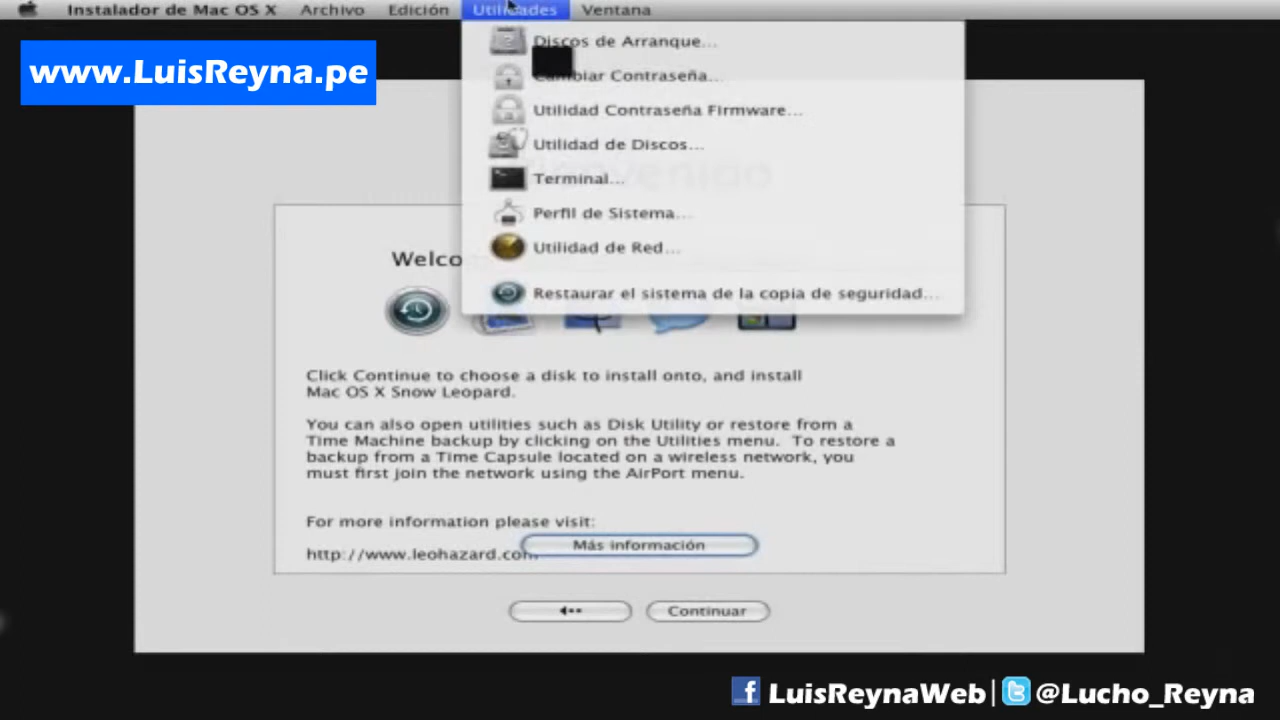 Instalador de Mac OS X Archivo Edición Utilidades Ventana
www.LuisReyna.pe
Discos de Arranque...
Cambiar Contraseña...
Utilidad Contraseña Firmware...
Utilidad de Discos...
Terminal...
Perfil de Sistema...
Utilidad de Red...
Restaurar el sistema de la copia de seguridad...
Bienvenido
Welco
Click Continue to choose a disk to install onto, and install
Mac OS X Snow Leopard.
You can also open utilities such as Disk Utility or restore from a
Time Machine backup by clicking on the Utilities menu. To restore a
backup from a Time Capsule located on a wireless network, you
must first join the network using the AirPort menu.
For more information please visit:
http://www.leohazard.com
Más información
Continuar
LuisReynaWeb | @Lucho_Reyna